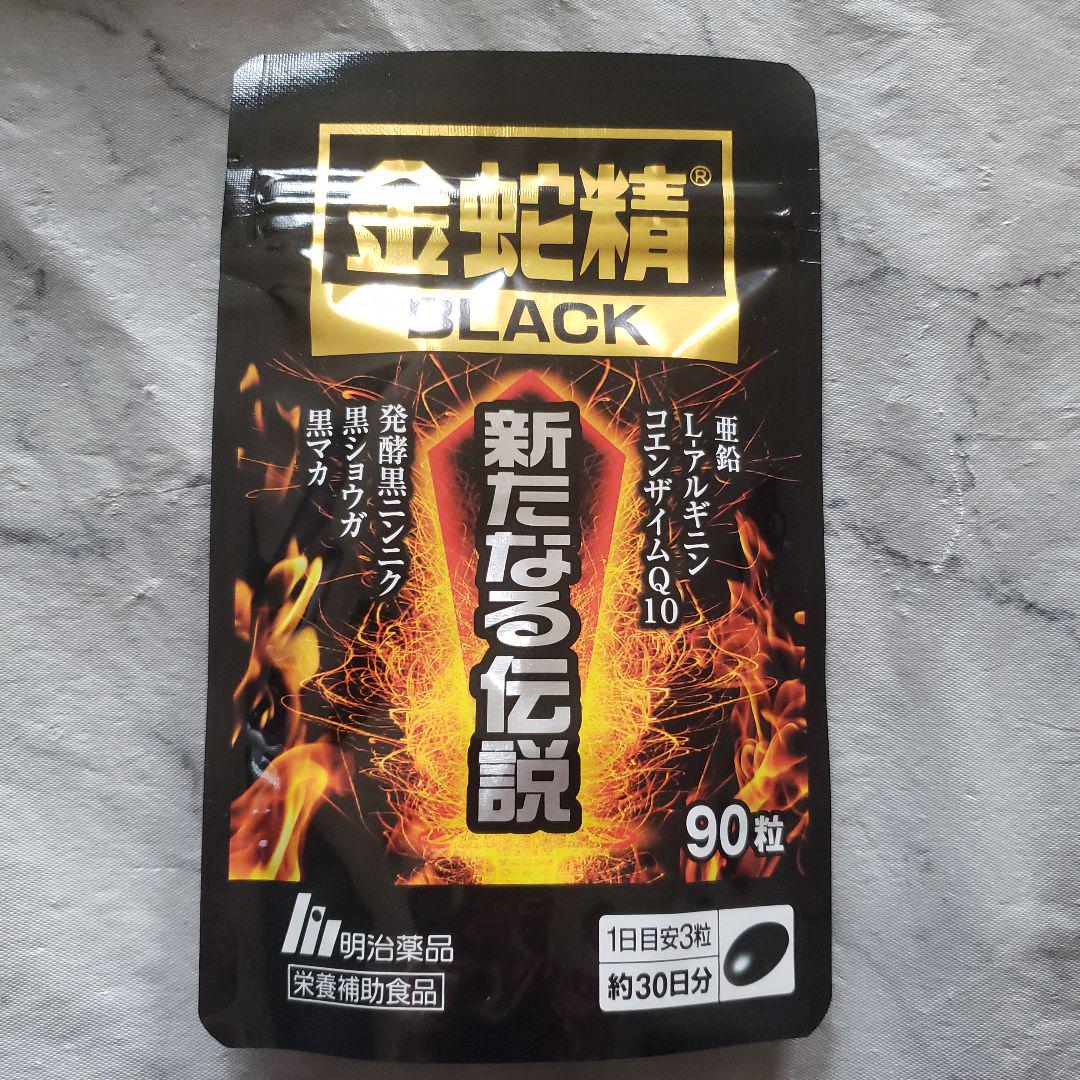 金蛇精®
BLACK
亜鉛
L-アルギニン
コエンザイムQ10
新たなる伝説
発酵黒ニンニク
黒ショウガ
黒マカ
90粒
明治薬品
栄養補助食品
1日目安3粒
約30日分